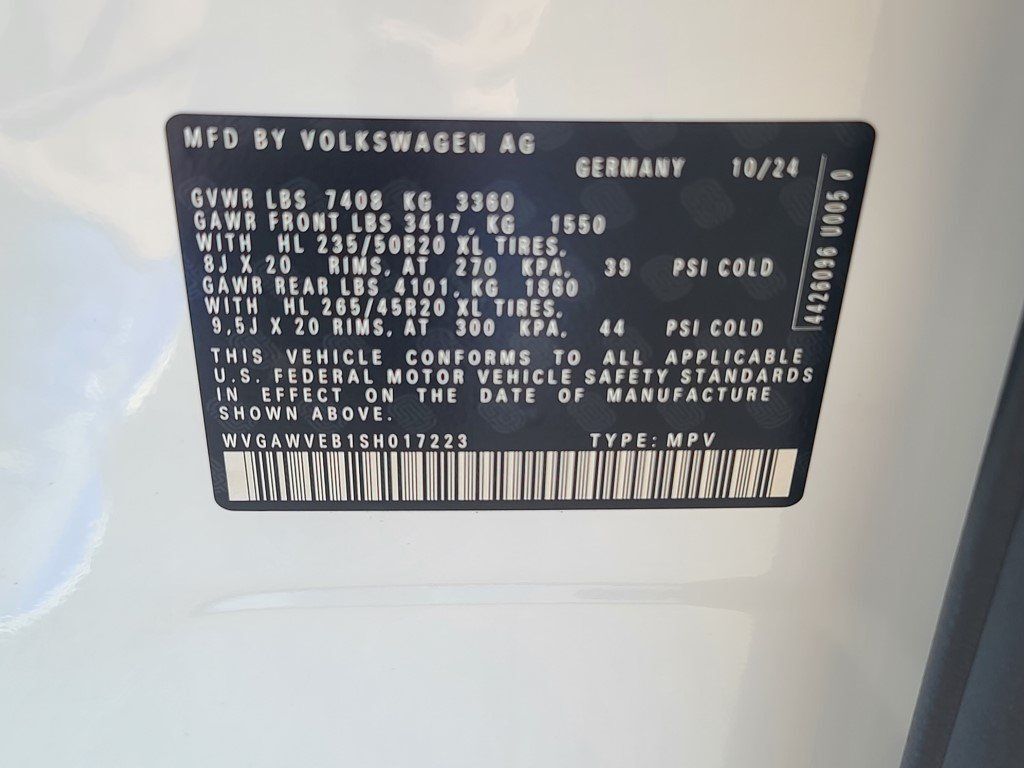 MFD BY VOLKSWAGEN AG
GERMANY 10/24
GVWR LBS 7408 KG 3360
GAWR FRONT LBS 3417, KG 1550
WITH HL 235/50R20 XL TIRES,
8J X 20 RIMS, AT 270 KPA, 39 PSI COLD
GAWR REAR LBS 4101, KG 1860
WITH HL 265/45R20 XL TIRES,
9,5J X 20 RIMS, AT 300 KPA, 44 PSI COLD
THIS VEHICLE CONFORMS TO ALL APPLICABLE
U.S. FEDERAL MOTOR VEHICLE SAFETY STANDARDS
IN EFFECT ON THE DATE OF MANUFACTURE
SHOWN ABOVE.
WVGAWVEB1SH017223 TYPE: MPV
4426096 U005 0